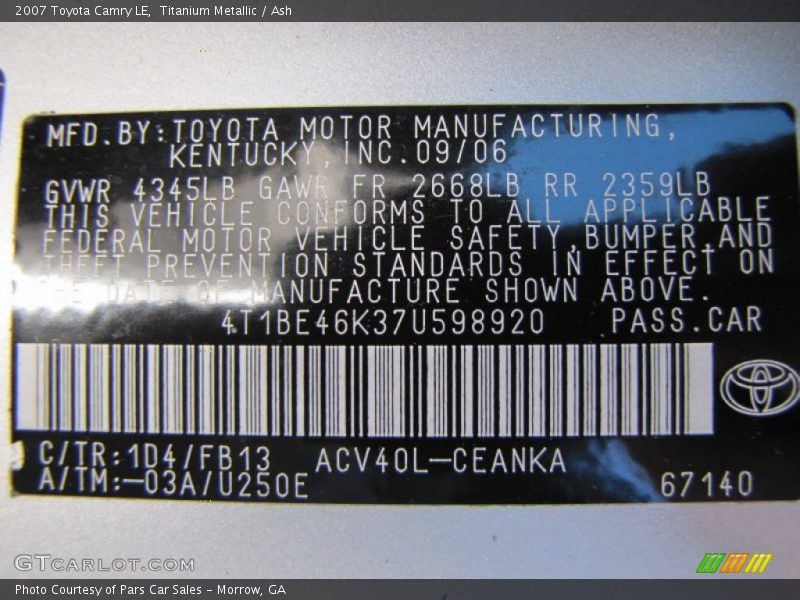 2007 Toyota Camry LE,  Titanium Metallic / Ash
MFD.BY:TOYOTA MOTOR MANUFACTURING,
KENTUCKY,INC.09/06
GVWR 4345LB GAWR FR 2668LB RR 2359LB
THIS VEHICLE CONFORMS TO ALL APPLICABLE
FEDERAL MOTOR VEHICLE SAFETY,BUMPER,AND
THEFT PREVENTION STANDARDS IN EFFECT ON
THE DATE OF MANUFACTURE SHOWN ABOVE.
4T1BE46K37U598920 PASS.CAR
C/TR:1D4/FB13 ACV40L-CEANKA
A/TM:-03A/U250E 67140
GTCARLOT.COM
Photo Courtesy of Pars Car Sales - Morrow, GA